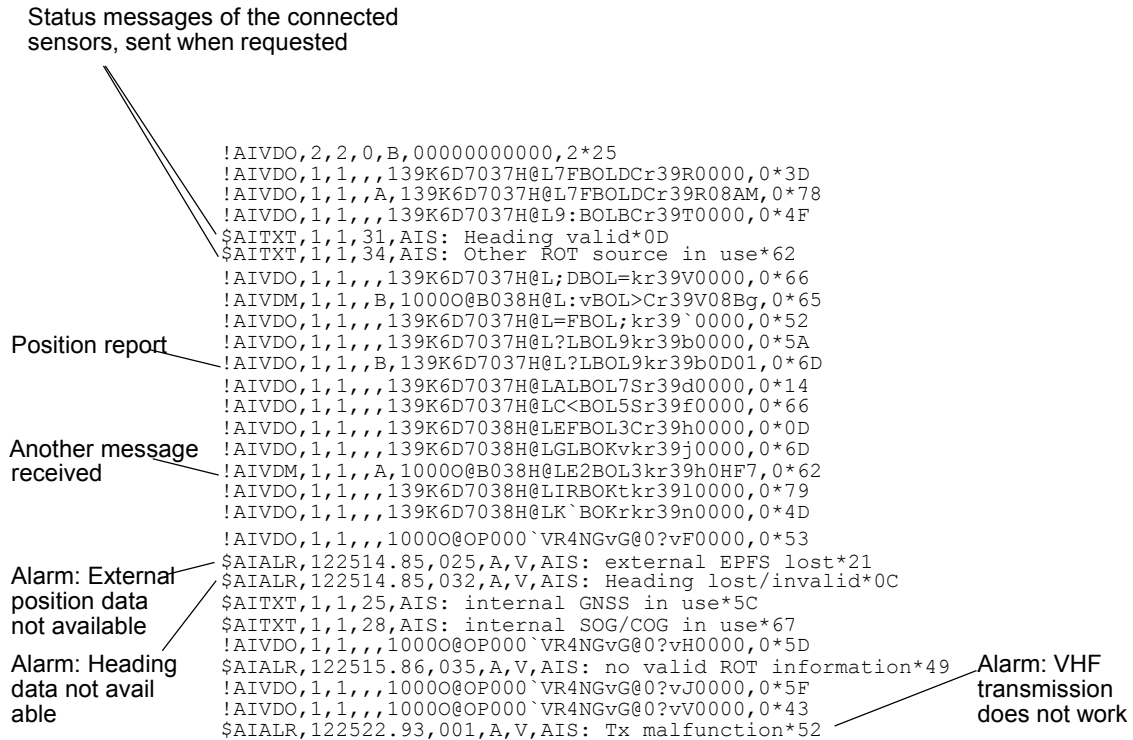 Status messages of the connected
sensors, sent when requested
!AIVDO,2,2,0,B,00000000000,2*25
!AIVDO,1,1,,,139K6D7037H@L7FBOLDCr39R0000,0*3D
!AIVDO,1,1,,A,139K6D7037H@L7FBOLDCr39R08AM,0*78
!AIVDO,1,1,,,139K6D7037H@L9:BOLBCr39T0000,0*4F
$AITXT,1,1,31,AIS: Heading valid*0D
$AITXT,1,1,34,AIS: Other ROT source in use*62
!AIVDO,1,1,,,139K6D7037H@L;DBOL=kr39V0000,0*66
!AIVDM,1,1,,B,1000O@B038H@L:vBOL>Cr39V08Bg,0*65
!AIVDO,1,1,,,139K6D7037H@L=FBOL;kr39`0000,0*52
!AIVDO,1,1,,,139K6D7037H@L?LBOL9kr39b0000,0*5A
Position report
!AIVDO,1,1,,B,139K6D7037H@L?LBOL9kr39b0D01,0*6D
!AIVDO,1,1,,,139K6D7037H@LALBOL7Sr39d0000,0*14
!AIVDO,1,1,,,139K6D7037H@LC<BOL5Sr39f0000,0*66
!AIVDO,1,1,,,139K6D7038H@LEFBOL3Cr39h0000,0*0D
!AIVDO,1,1,,,139K6D7038H@LGLBOKvkr39j0000,0*6D
Another message
received
!AIVDM,1,1,,A,1000O@B038H@LE2BOL3kr39h0HF7,0*62
!AIVDO,1,1,,,139K6D7038H@LIRBOKtkr39l0000,0*79
!AIVDO,1,1,,,139K6D7038H@LK`BOKrkr39n0000,0*4D
!AIVDO,1,1,,,1000O@OP000`VR4NGvG@0?vF0000,0*53
Alarm: External
position data
not available
$AIALR,122514.85,025,A,V,AIS: external EPFS lost*21
$AIALR,122514.85,032,A,V,AIS: Heading lost/invalid*0C
$AITXT,1,1,25,AIS: internal GNSS in use*5C
$AITXT,1,1,28,AIS: internal SOG/COG in use*67
!AIVDO,1,1,,,1000O@OP000`VR4NGvG@0?vH0000,0*5D
Alarm: Heading
data not avail
able
$AIALR,122515.86,035,A,V,AIS: no valid ROT information*49
!AIVDO,1,1,,,1000O@OP000`VR4NGvG@0?vJ0000,0*5F
!AIVDO,1,1,,,1000O@OP000`VR4NGvG@0?vV0000,0*43
$AIALR,122522.93,001,A,V,AIS: Tx malfunction*52
Alarm: VHF
transmission
does not work